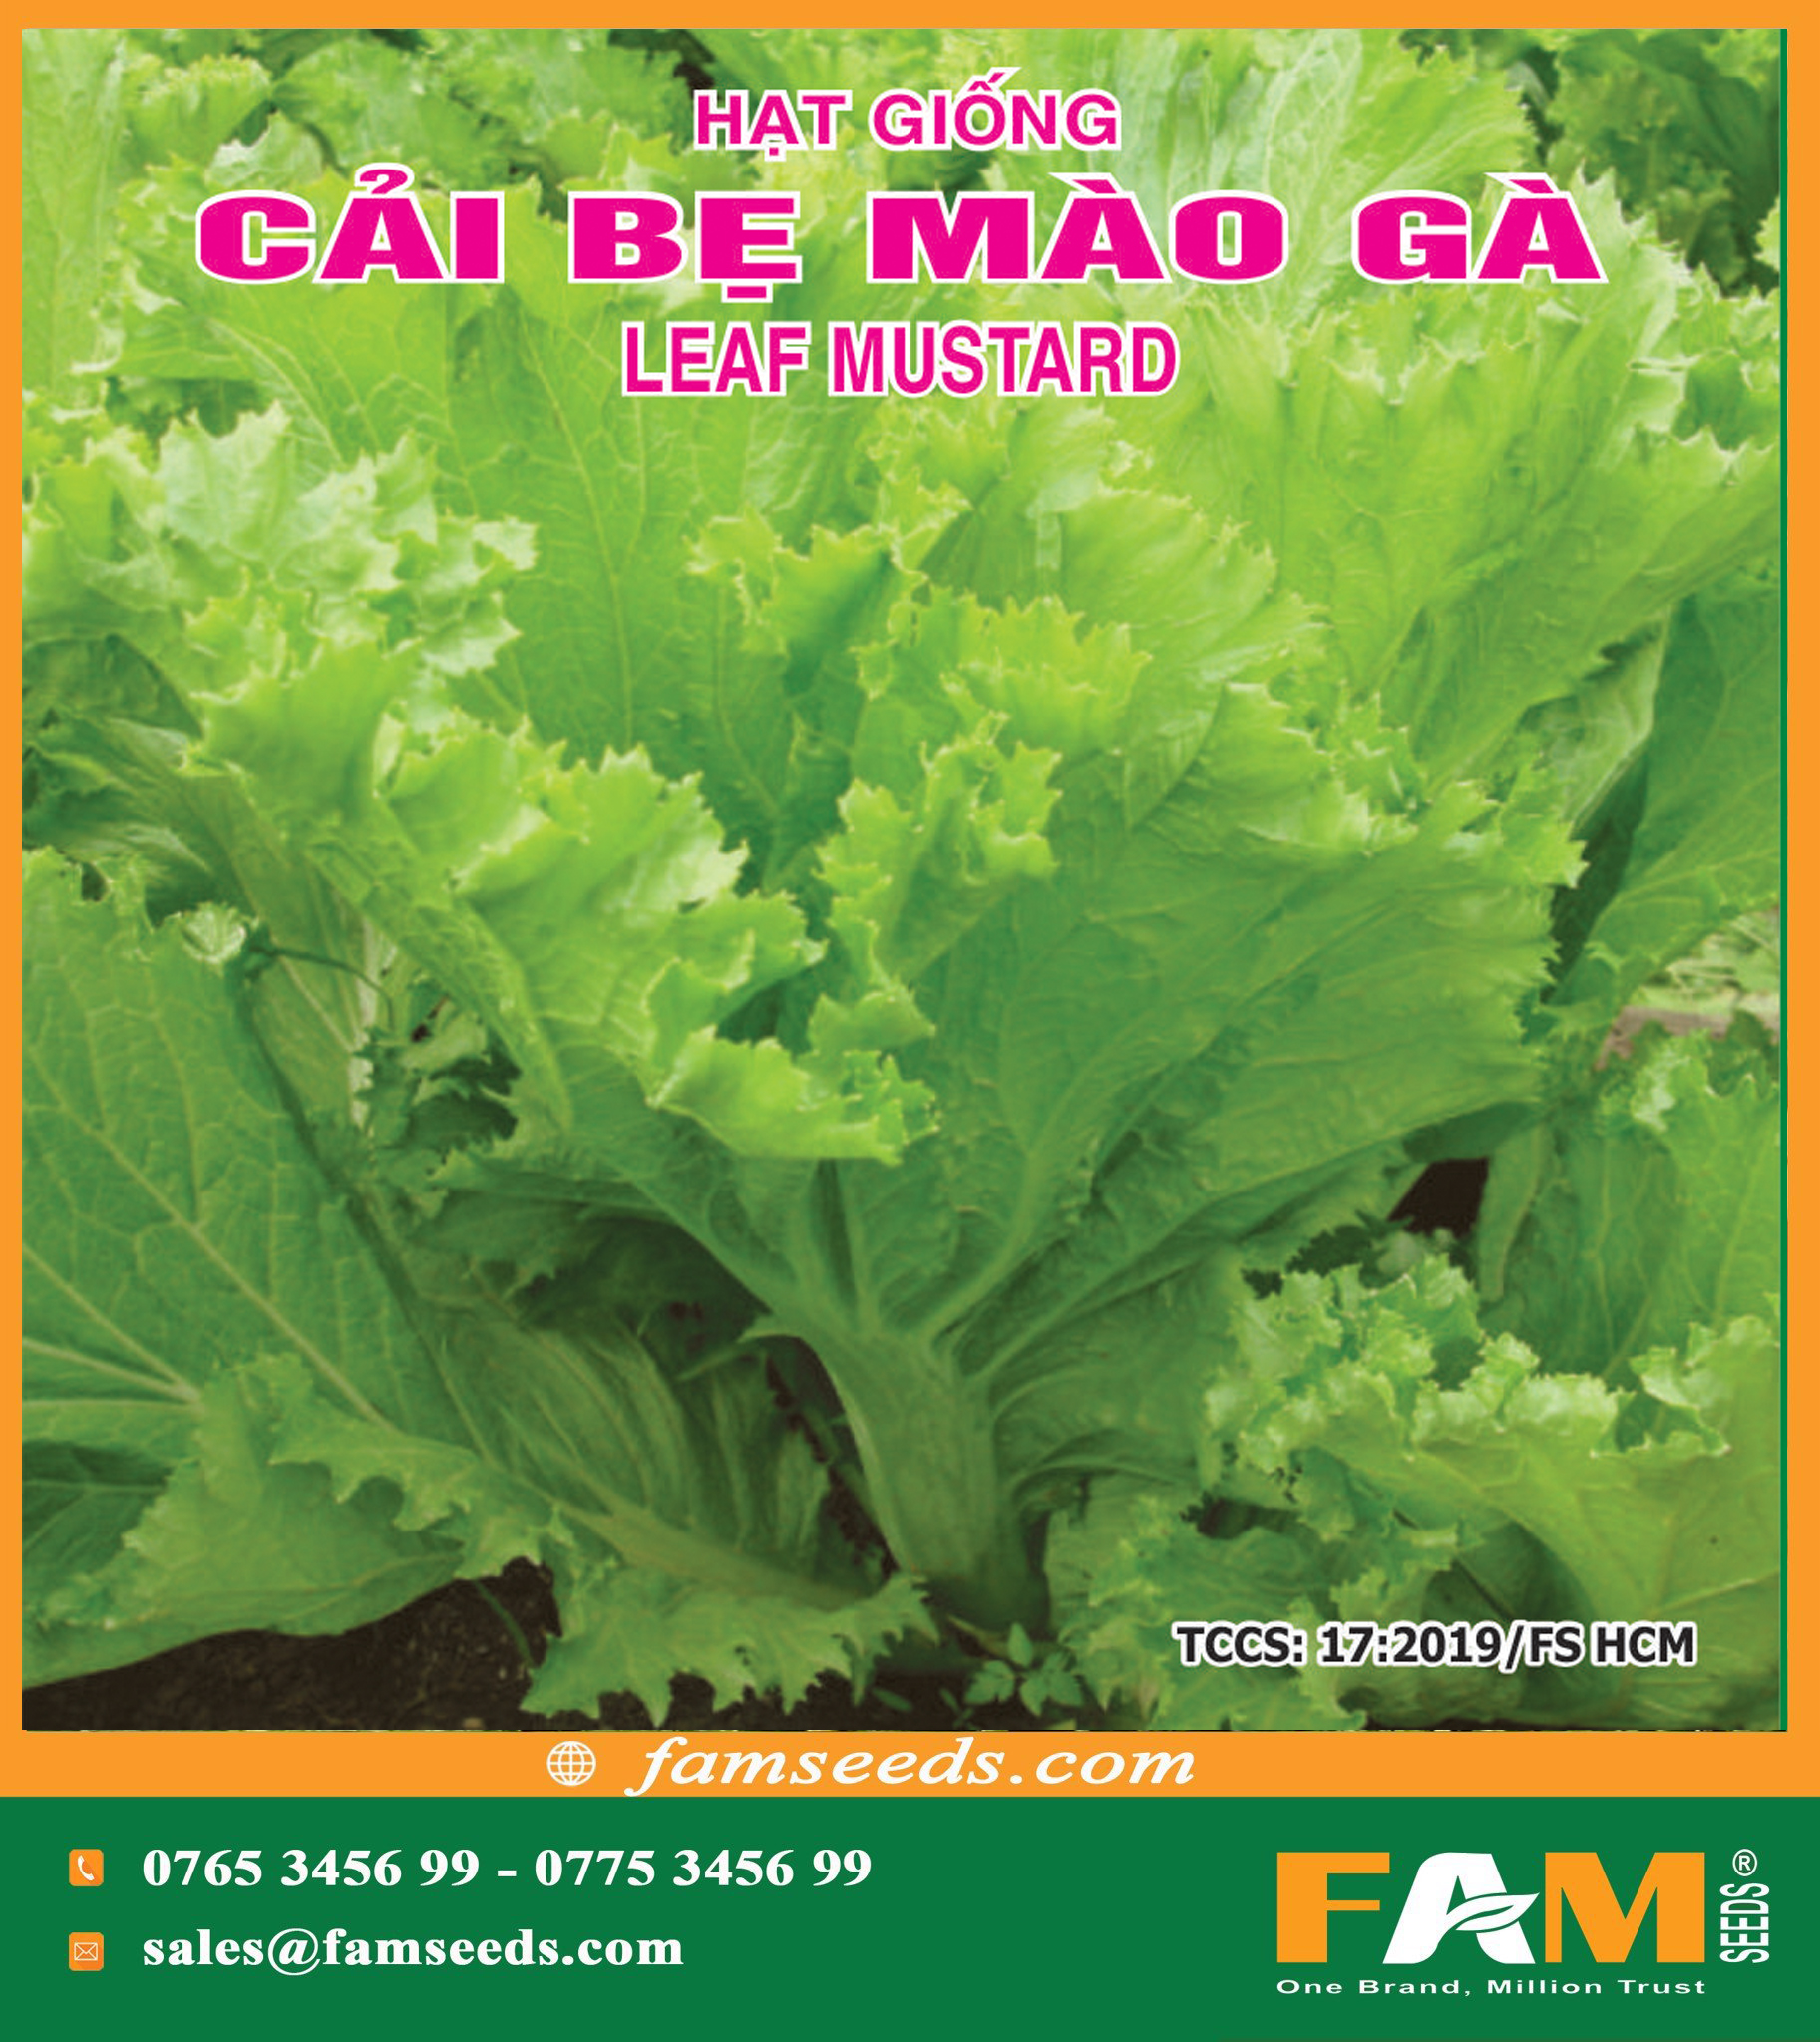 HẠT GIỐNG
CẢI BẸ MÀO GÀ
LEAF MUSTARD
TCCS: 17:2019/FS HCM
famseeds.com
0765 3456 99 - 0775 3456 99
sales@famseeds.com
FAM SEEDS®
One Brand, Million Trust